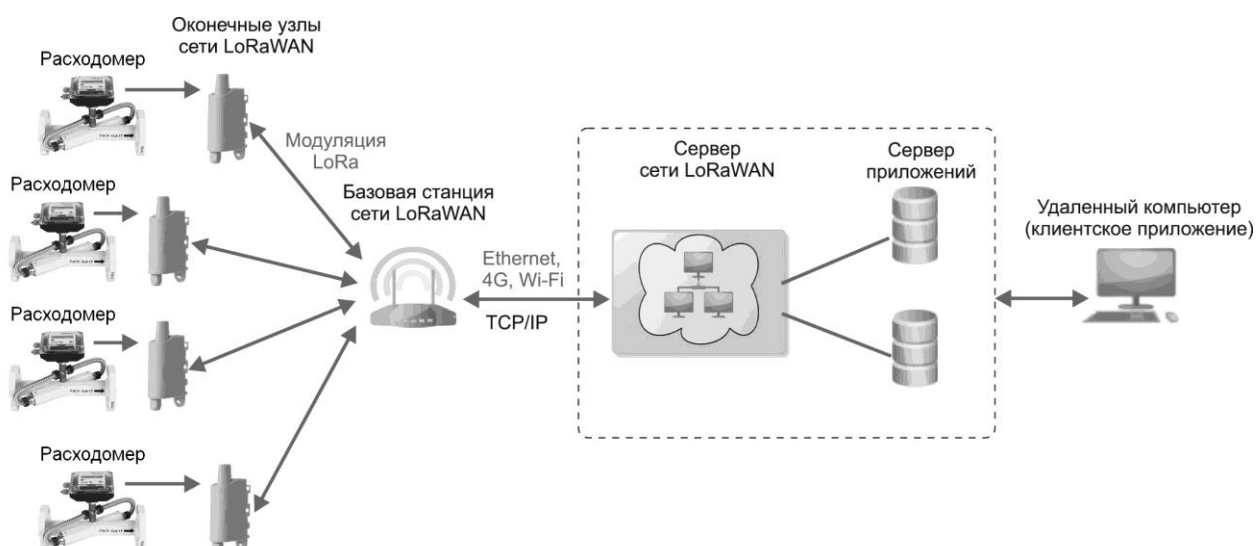 Оконечные узлы
сети LoRaWAN
Расходомер
Модуляция
LoRa
Базовая станция
сети LoRaWAN
Расходомер
Расходомер
Расходомер
Ethernet,
4G, Wi-Fi
TCP/IP
Сервер
сети LoRaWAN
Сервер
приложений
Удаленный компьютер
(клиентское приложение)